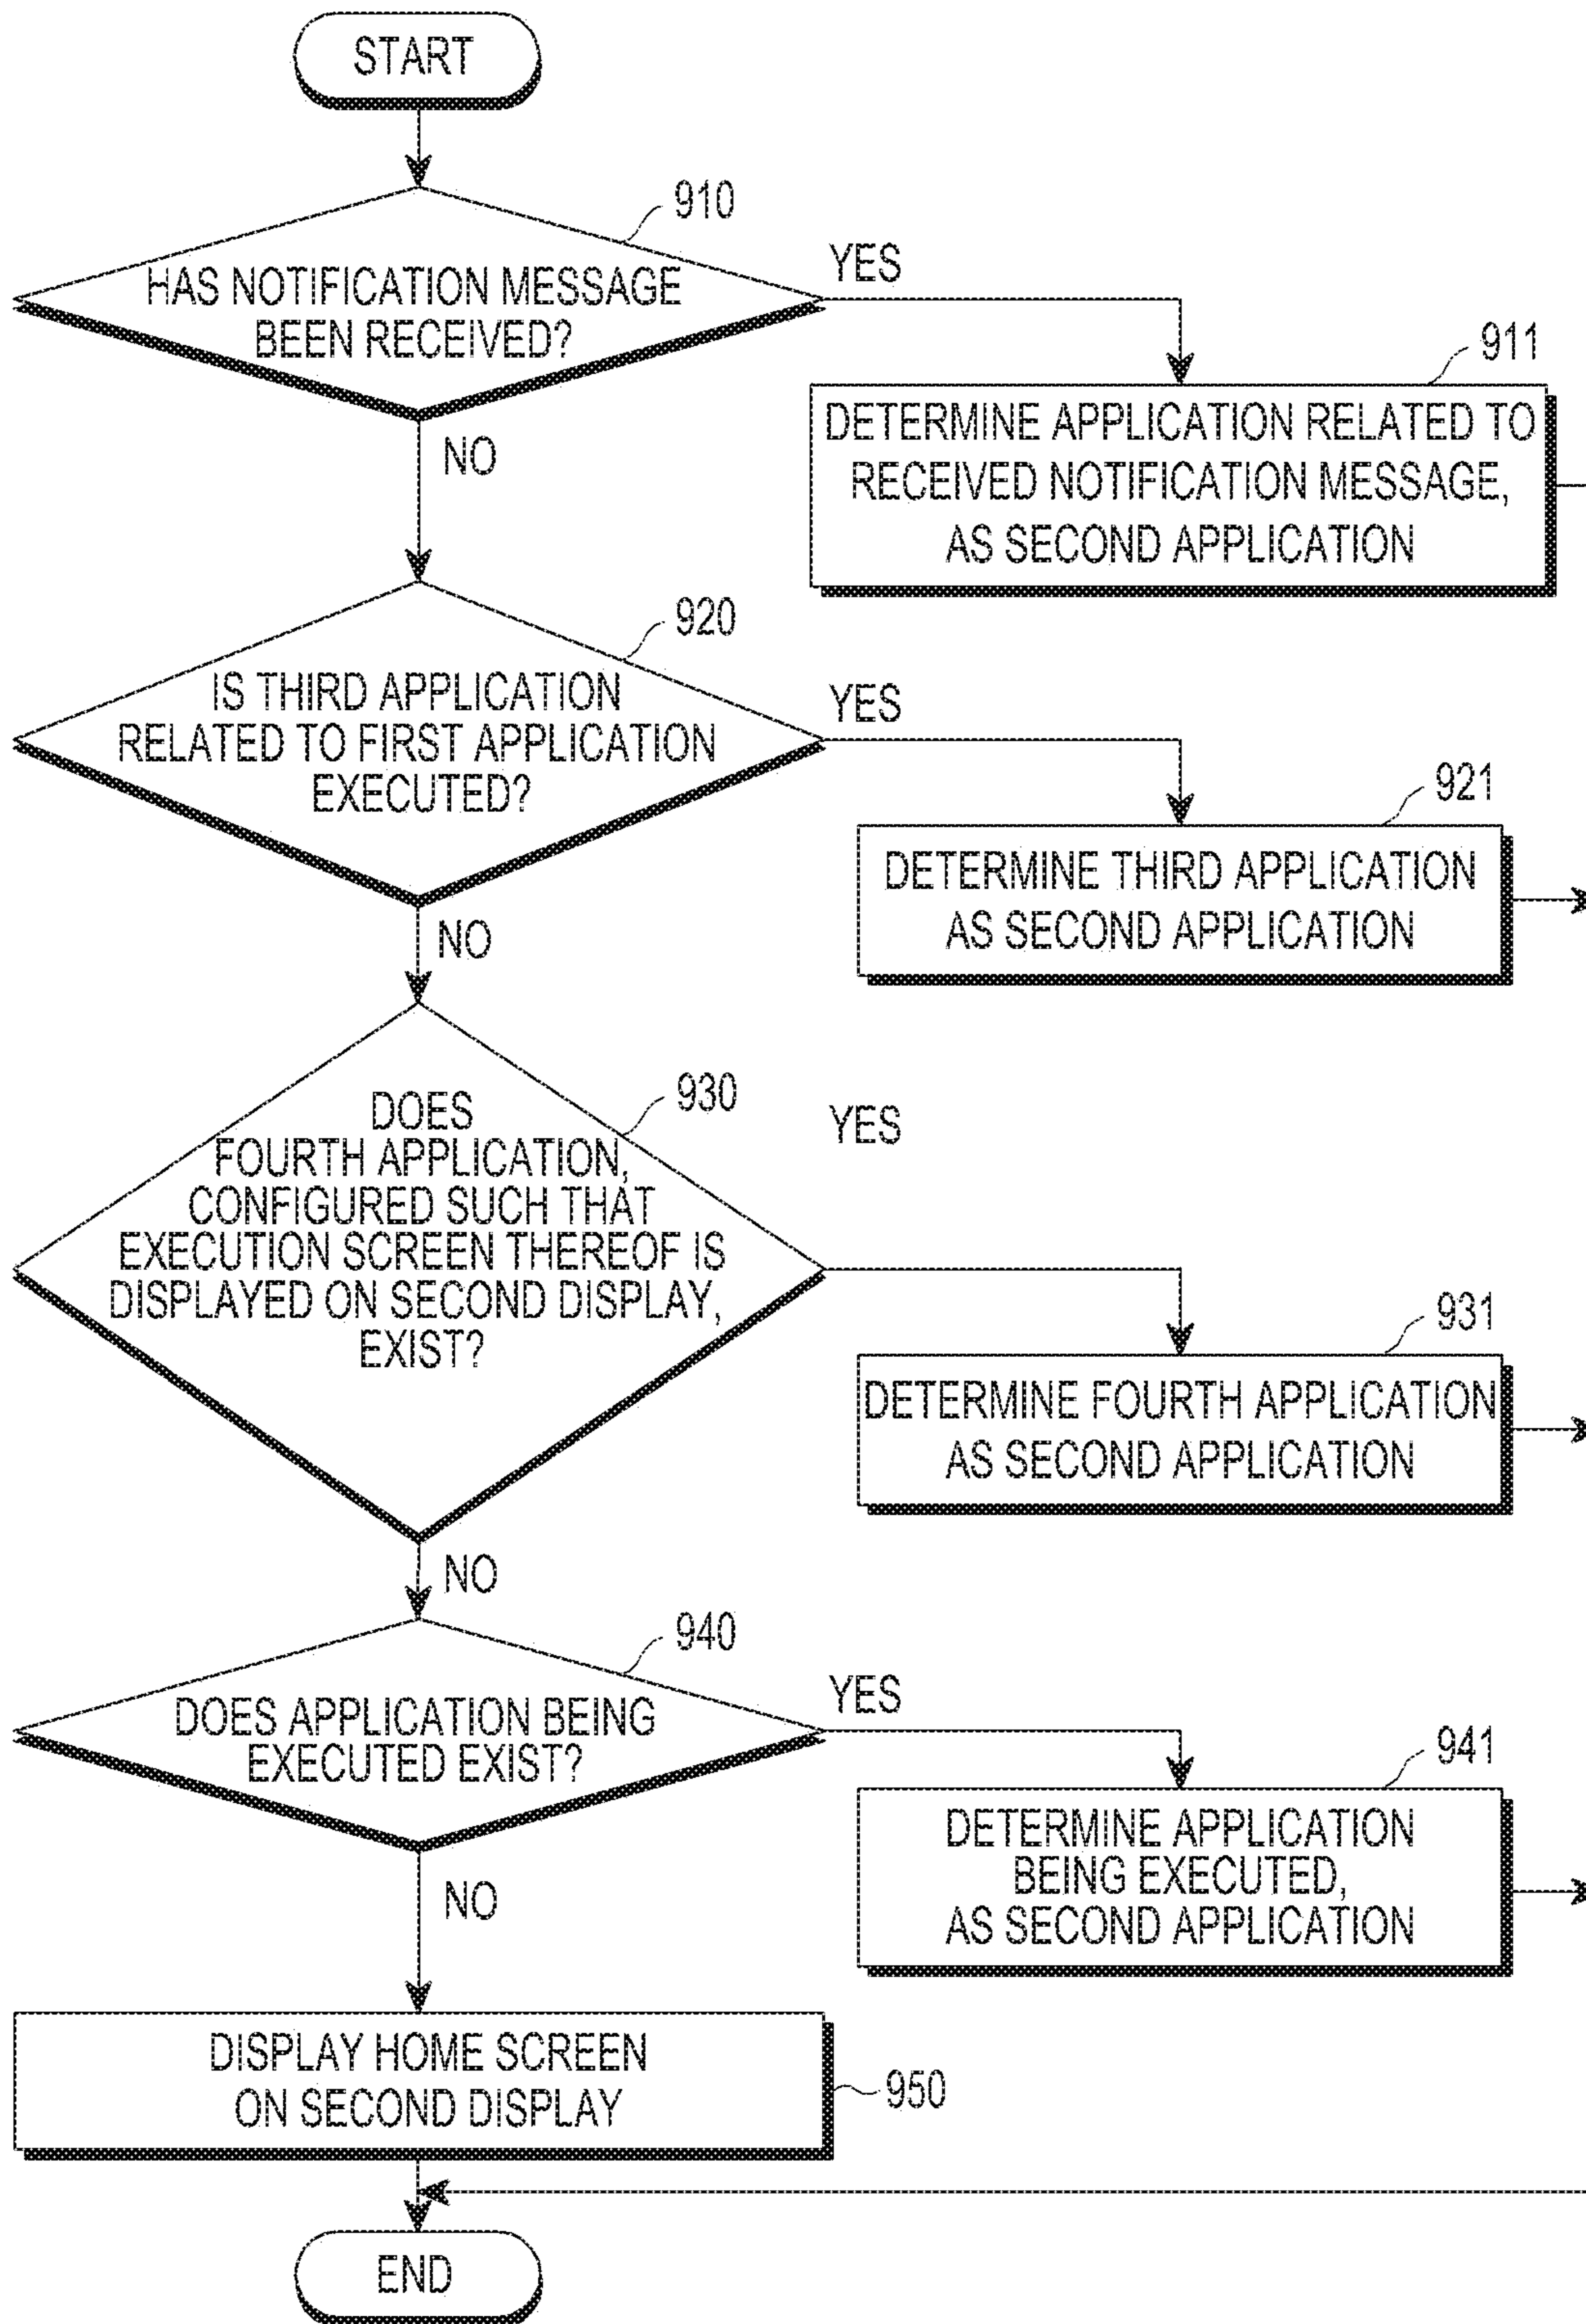 START
910
HAS NOTIFICATION MESSAGE
BEEN RECEIVED?
YES
NO
911
DETERMINE APPLICATION RELATED TO
RECEIVED NOTIFICATION MESSAGE,
AS SECOND APPLICATION
920
IS THIRD APPLICATION
RELATED TO FIRST APPLICATION
EXECUTED?
YES
NO
921
DETERMINE THIRD APPLICATION
AS SECOND APPLICATION
930
DOES
FOURTH APPLICATION,
CONFIGURED SUCH THAT
EXECUTION SCREEN THEREOF IS
DISPLAYED ON SECOND DISPLAY,
EXIST?
YES
NO
931
DETERMINE FOURTH APPLICATION
AS SECOND APPLICATION
940
DOES APPLICATION BEING
EXECUTED EXIST?
YES
NO
941
DETERMINE APPLICATION
BEING EXECUTED,
AS SECOND APPLICATION
DISPLAY HOME SCREEN
ON SECOND DISPLAY
950
END